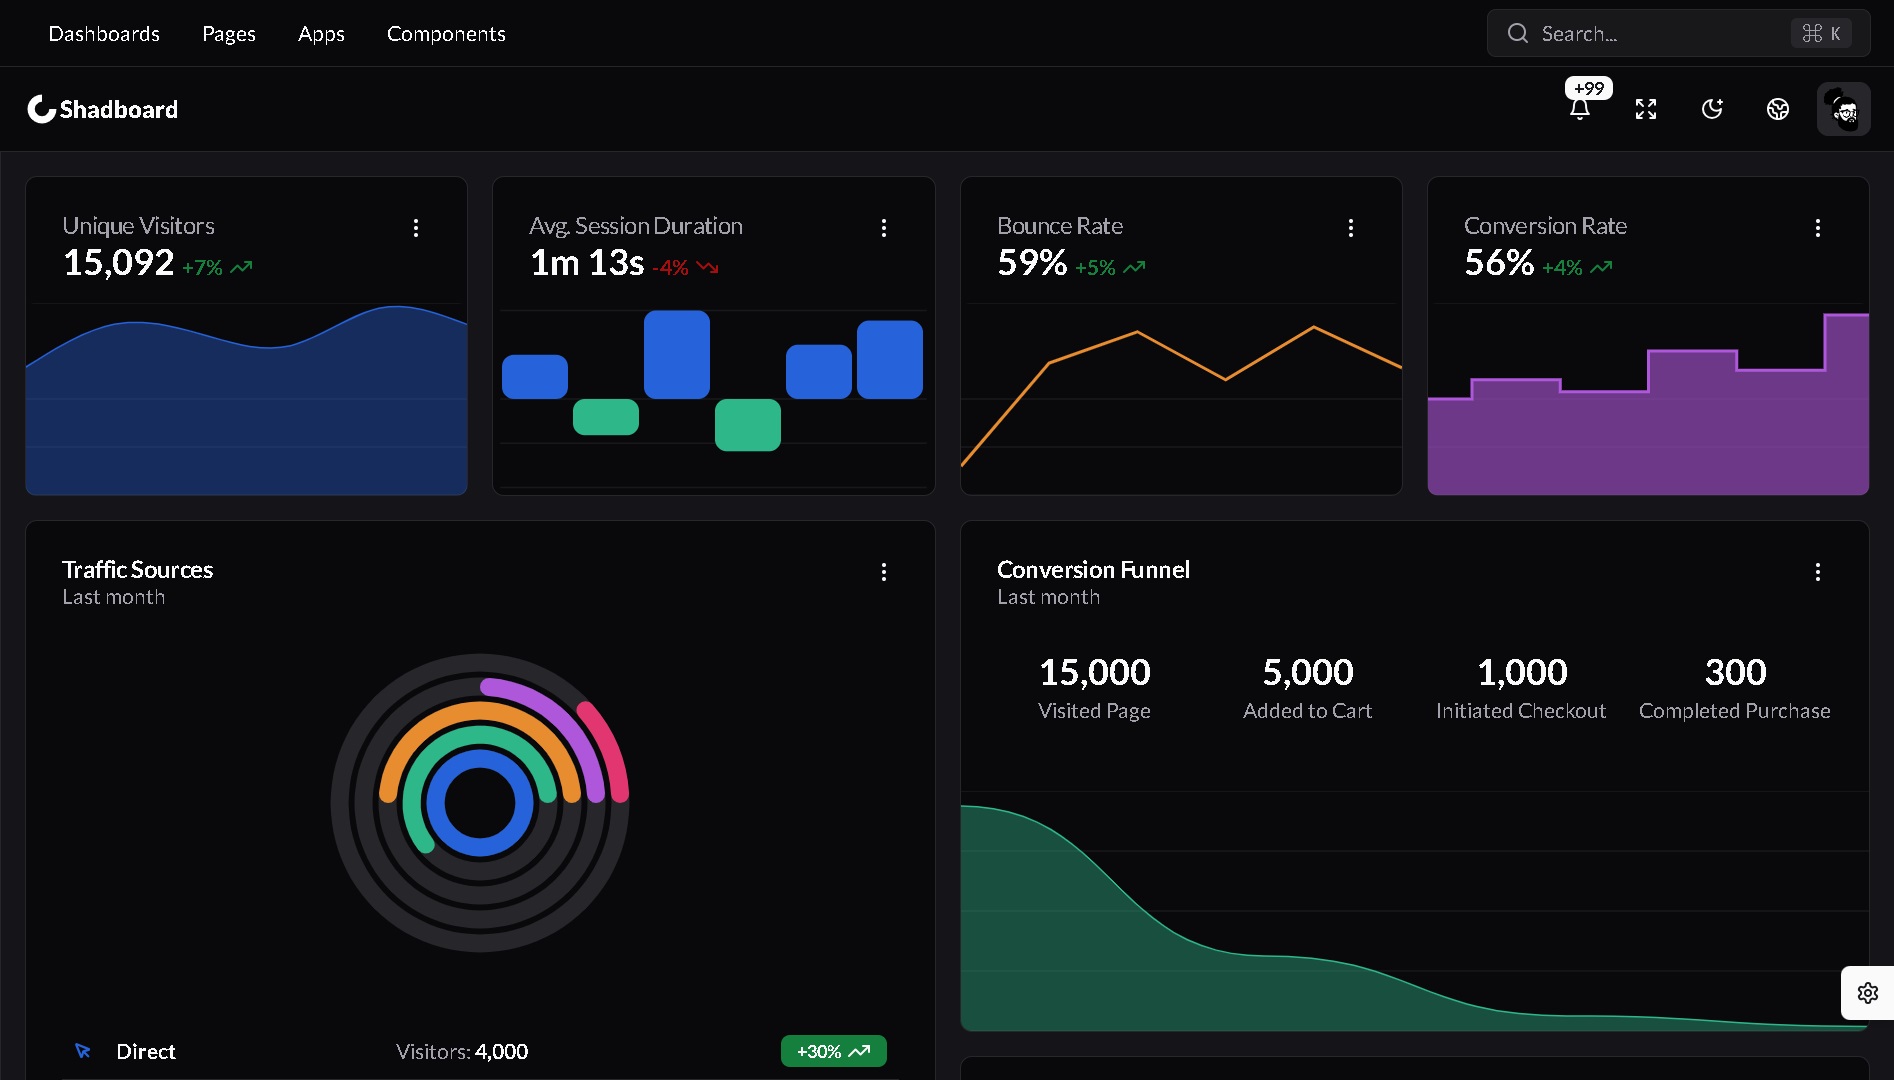 Dashboards Pages Apps Components
Search... ⌘ K
Shadboard
+99
Unique Visitors
15,092 +7%
Avg. Session Duration
1m 13s -4%
Bounce Rate
59% +5%
Conversion Rate
56% +4%
Traffic Sources
Last month
Direct Visitors: 4,000 +30%
Conversion Funnel
Last month
15,000 5,000 1,000 300
Visited Page Added to Cart Initiated Checkout Completed Purchase